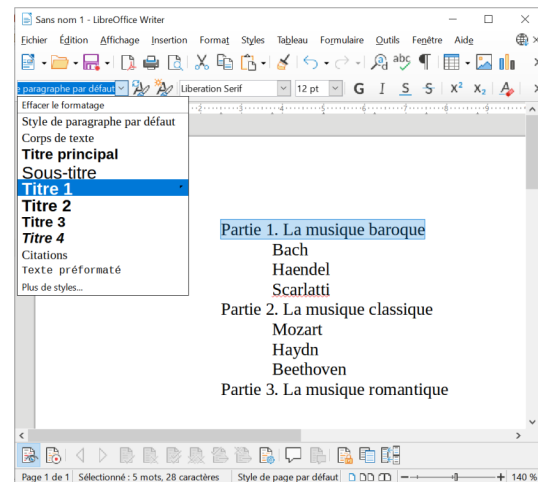 Sans nom 1 - LibreOffice Writer
Fichier Édition Affichage Insertion Format Styles Tableau Formulaire Outils Fenêtre Aide
paragraphe par défaut Liberation Serif 12 pt G I S S X² X₂ A
Effacer le formatage
Style de paragraphe par défaut
Corps de texte
Titre principal
Sous-titre
Titre 1
Titre 2
Titre 3
Titre 4
Citations
Texte préformaté
Plus de styles...
Partie 1. La musique baroque
Bach
Haendel
Scarlatti
Partie 2. La musique classique
Mozart
Haydn
Beethoven
Partie 3. La musique romantique
Page 1 de 1 Sélectionné : 5 mots, 28 caractères Style de page par défaut 140 %